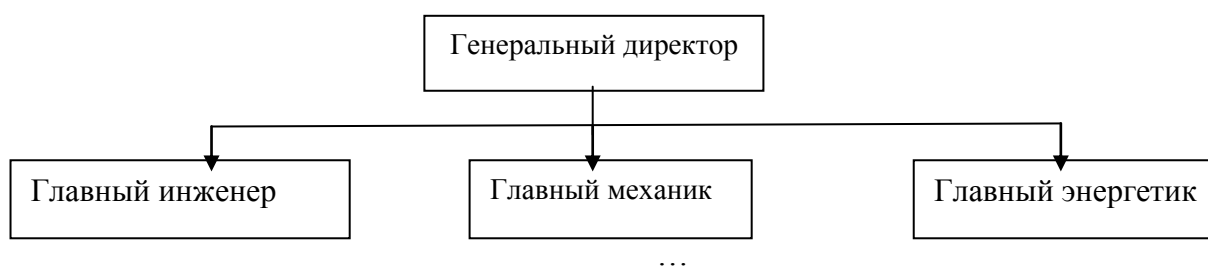 Генеральный директор
Главный инженер
Главный механик
Главный энергетик
…